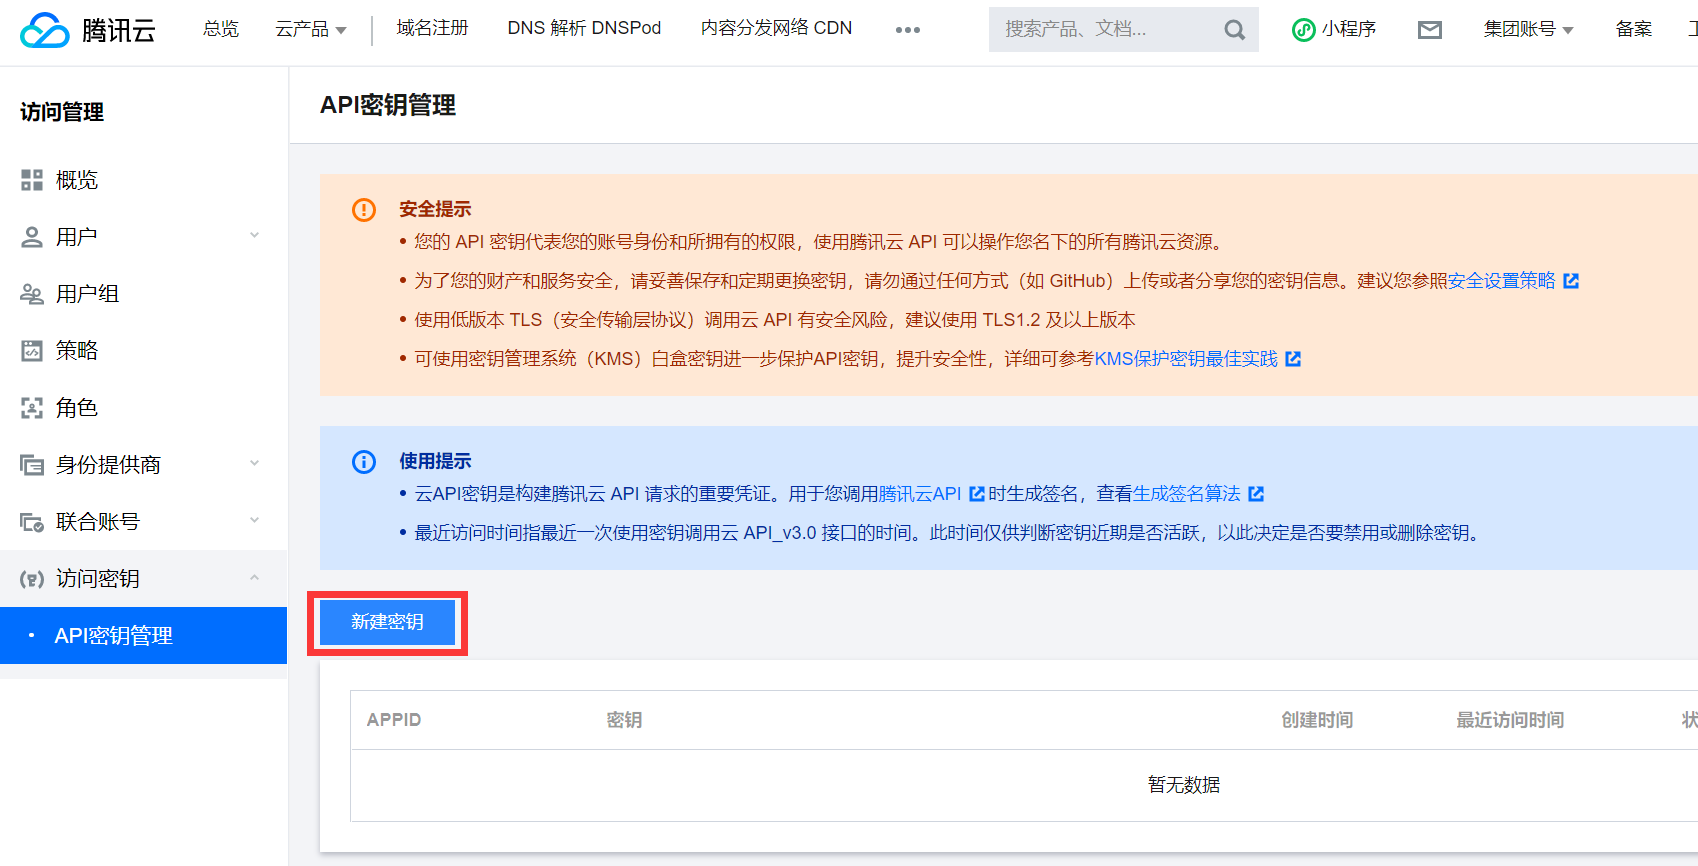 腾讯云 总览 云产品 域名注册 DNS 解析 DNSPod 内容分发网络 CDN ••• 搜索产品、文档... 小程序 集团账号 备案
访问管理
概览
用户
用户组
策略
角色
身份提供商
联合账号
访问密钥
· API密钥管理
API密钥管理
安全提示
• 您的 API 密钥代表您的账号身份和所拥有的权限，使用腾讯云 API 可以操作您名下的所有腾讯云资源。
• 为了您的财产和服务安全，请妥善保存和定期更换密钥，请勿通过任何方式（如 GitHub）上传或者分享您的密钥信息。建议您参照安全设置策略
• 使用低版本 TLS（安全传输层协议）调用云 API 有安全风险，建议使用 TLS1.2 及以上版本
• 可使用密钥管理系统（KMS）白盒密钥进一步保护API密钥，提升安全性，详细可参考KMS保护密钥最佳实践
使用提示
• 云API密钥是构建腾讯云 API 请求的重要凭证。用于您调用腾讯云API 时生成签名，查看生成签名算法
• 最近访问时间指最近一次使用密钥调用云 API_v3.0 接口的时间。此时间仅供判断密钥近期是否活跃，以此决定是否要禁用或删除密钥。
新建密钥
APPID 密钥 创建时间 最近访问时间
暂无数据